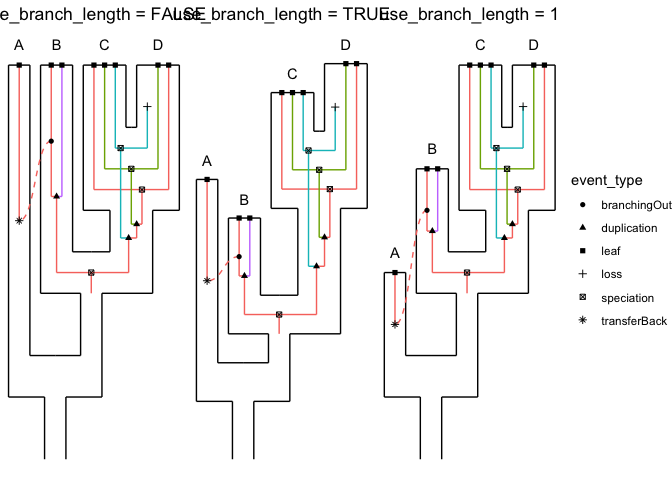 e_branch_length = FALSE
use_branch_length = TRUE
use_branch_length = 1
A
B
C
D
A
B
C
D
A
B
C
D
event_type
branchingOut
duplication
leaf
loss
speciation
transferBack